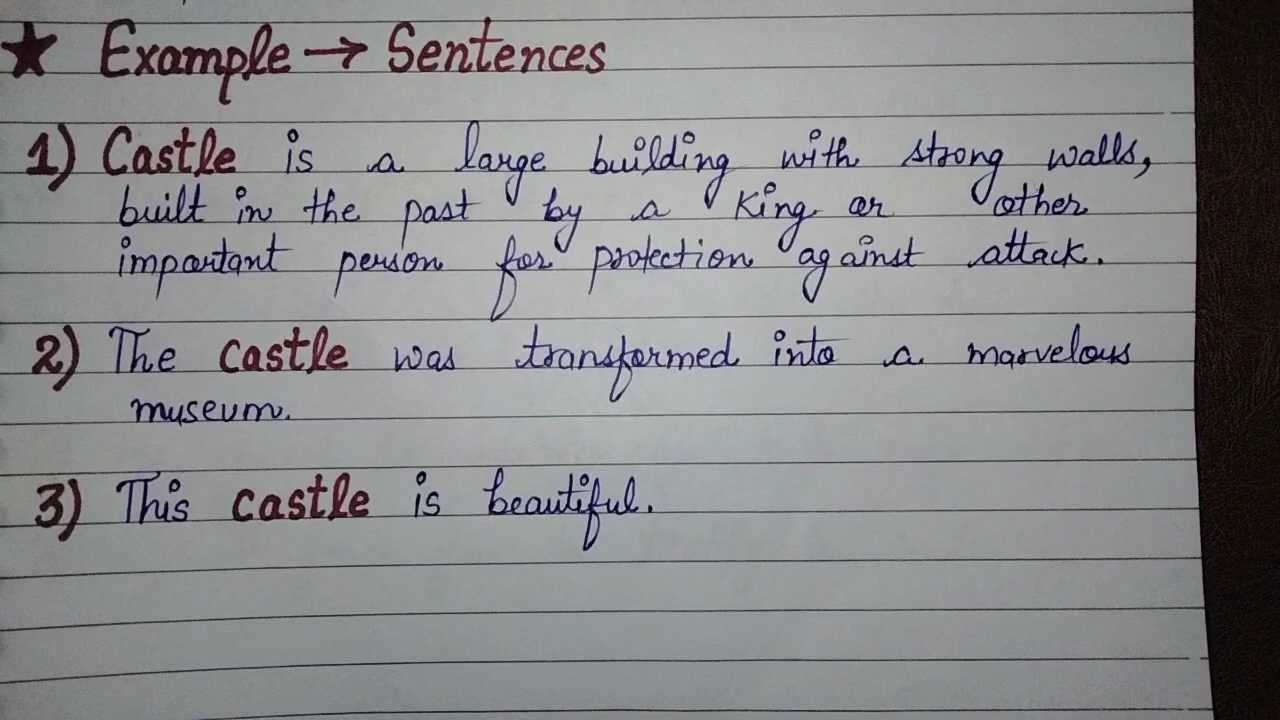 ★ Example → Sentences
1) Castle is a large building with strong walls,
built in the past by a King or other
important person for protection against attack.
2) The castle was transformed into a marvelous
museum.
3) This castle is beautiful.